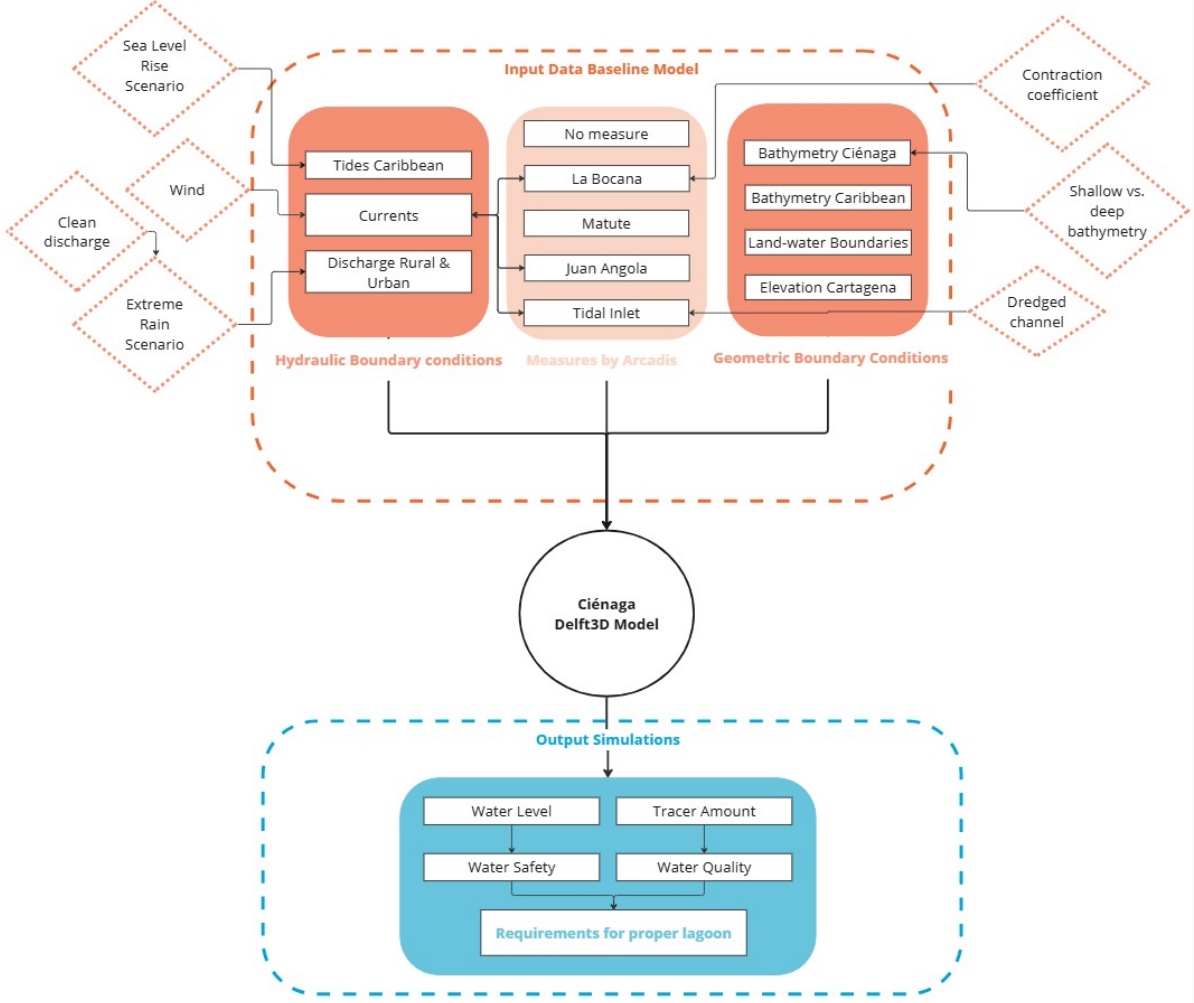 Sea Level
Rise
Scenario
Wind
Clean
discharge
Extreme
Rain
Scenario
Input Data Baseline Model
Tides Caribbean
Currents
Discharge Rural &
Urban
Hydraulic Boundary conditions
No measure
La Bocana
Matute
Juan Angola
Tidal Inlet
Measures by Arcadis
Bathymetry Ciénaga
Bathymetry Caribbean
Land-water Boundaries
Elevation Cartagena
Geometric Boundary Conditions
Contraction
coefficient
Shallow vs.
deep
bathymetry
Dredged
channel
Ciénaga
Delft3D Model
Output Simulations
Water Level
Tracer Amount
Water Safety
Water Quality
Requirements for proper lagoon